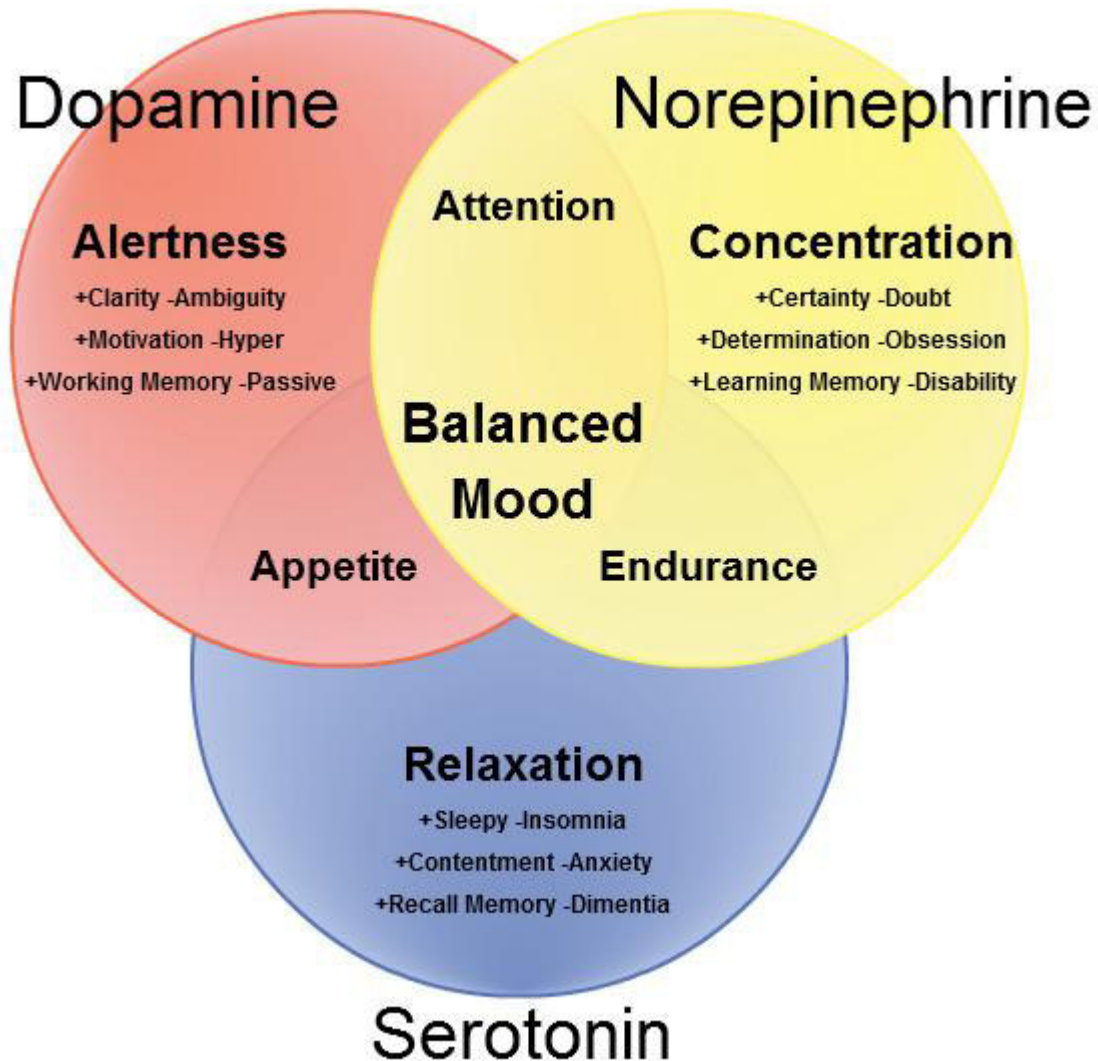 Dopamine
Norepinephrine
Attention
Alertness
+Clarity -Ambiguity
+Motivation -Hyper
+Working Memory -Passive
Concentration
+Certainty -Doubt
+Determination -Obsession
+Learning Memory -Disability
Balanced
Mood
Appetite
Endurance
Relaxation
+Sleepy -Insomnia
+Contentment -Anxiety
+Recall Memory -Dimentia
Serotonin